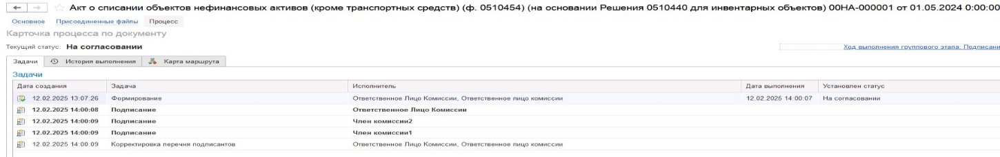 Акт о списании объектов нефинансовых активов (кроме транспортных средств) (ф. 0510454) (на основании Решения 0510440 для инвентарных объектов) 00НА-000001 от 01.05.2024 0:00:00
Основное Присоединенные файлы Процесс
Карточка процесса по документу
Текущий статус: На согласовании
Ход выполнения группового этапа: Подписани
Задачи История выполнения Карта маршрута
Задачи
Дата создания Задача Исполнитель Дата выполнения Установлен статус
12.02.2025 13:07:26 Формирование Ответственное Лицо Комиссии, Ответственное лицо комиссии 12.02.2025 14:00:07 На согласовании
12.02.2025 14:00:08 Подписание Ответственное Лицо Комиссии
12.02.2025 14:00:09 Подписание Член комиссии2
12.02.2025 14:00:09 Подписание Член комиссии1
12.02.2025 14:00:09 Корректировка перечня подписантов Ответственное Лицо Комиссии, Ответственное лицо комиссии